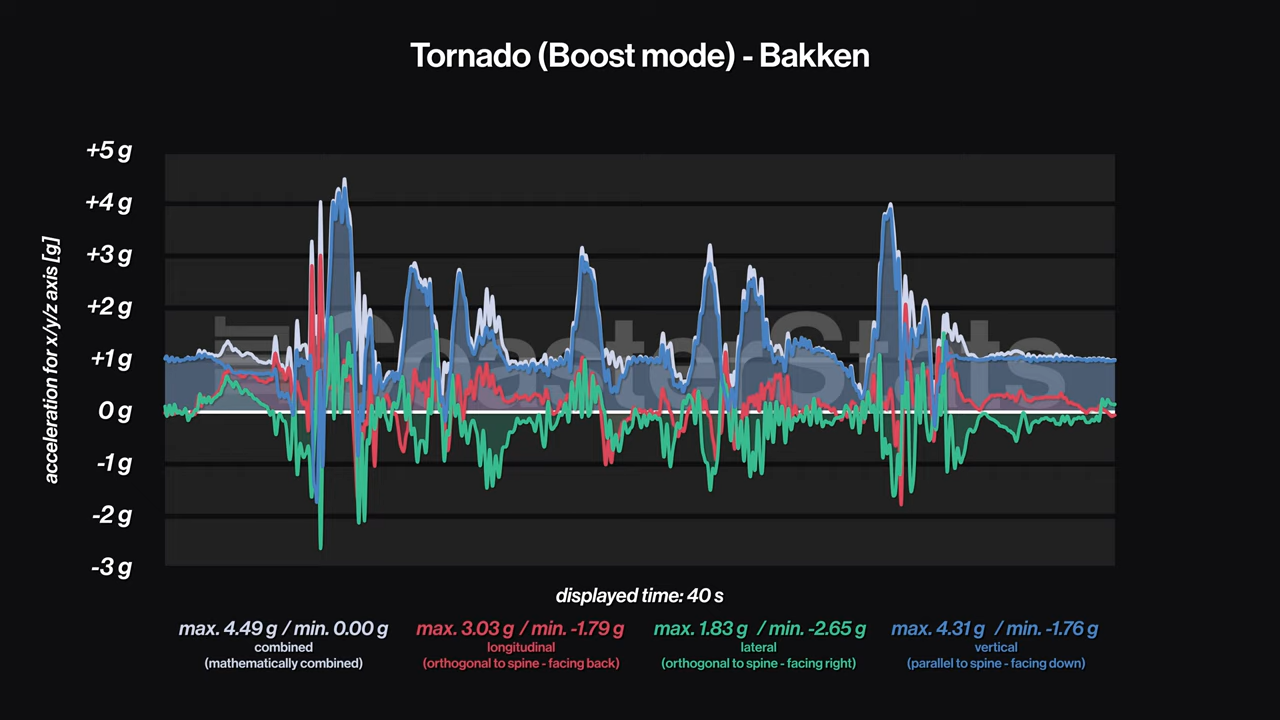 Tornado (Boost mode) - Bakken
+5 g
+4 g
+3 g
+2 g
+1 g
0 g
-1 g
-2 g
-3 g
acceleration for x/y/z axis [g]
CoasterStats
displayed time: 40 s
max. 4.49 g / min. 0.00 g
combined
(mathematically combined)
max. 3.03 g / min. -1.79 g
longitudinal
(orthogonal to spine - facing back)
max. 1.83 g / min. -2.65 g
lateral
(orthogonal to spine - facing right)
max. 4.31 g / min. -1.76 g
vertical
(parallel to spine - facing down)